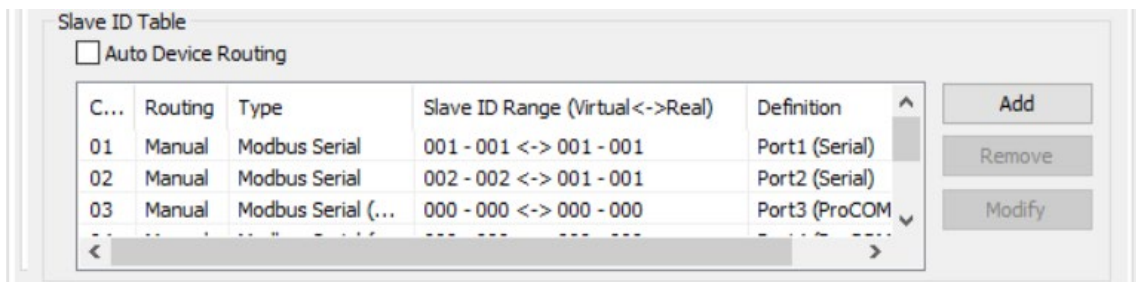 Slave ID Table
Auto Device Routing
C... Routing Type Slave ID Range (Virtual<->Real) Definition
Add
01 Manual Modbus Serial 001 - 001 <-> 001 - 001 Port1 (Serial)
Remove
02 Manual Modbus Serial 002 - 002 <-> 001 - 001 Port2 (Serial)
03 Manual Modbus Serial (... 000 - 000 <-> 000 - 000 Port3 (ProCOM
Modify